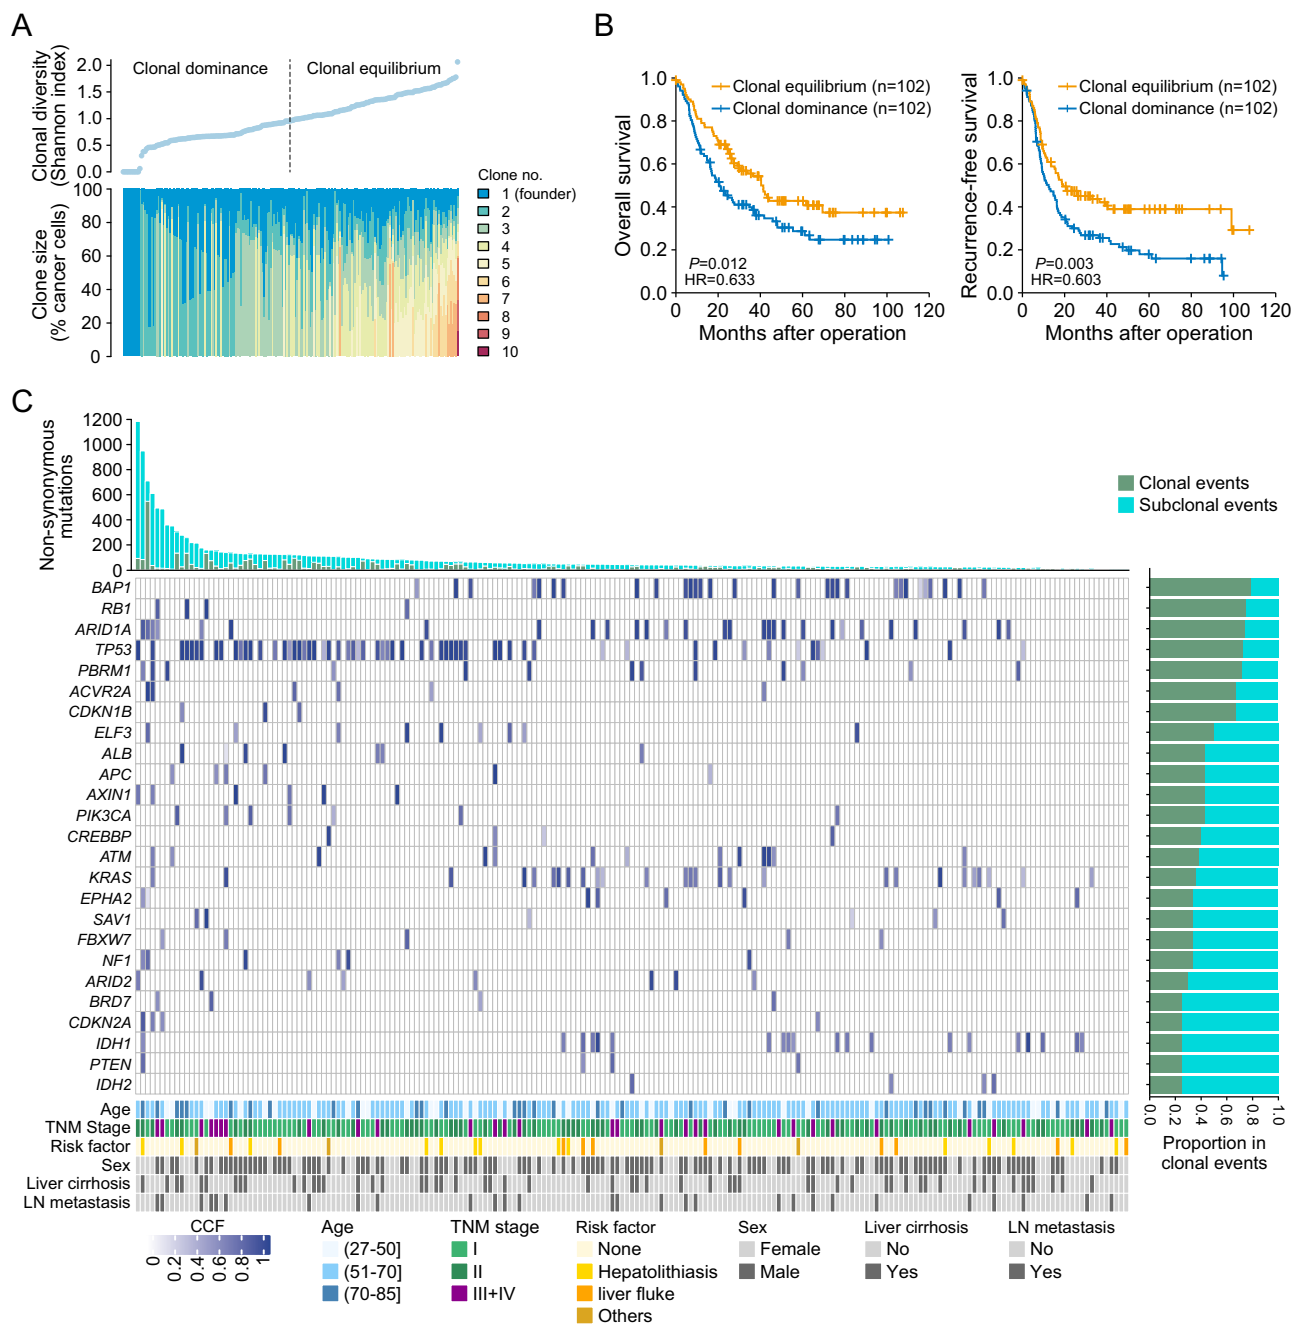 A
Clonal diversity
(Shannon index)
2.0
1.5
1.0
0.5
0.0
Clonal dominance
Clonal equilibrium
Clone size
(% cancer cells)
100
80
60
40
20
0
Clone no.
1 (founder)
2
3
4
5
6
7
8
9
10
B
Overall survival
1.0
0.8
0.6
0.4
0.2
0.0
Clonal equilibrium (n=102)
Clonal dominance (n=102)
P=0.012
HR=0.633
0 20 40 60 80 100 120
Months after operation
Recurrence-free survival
1.0
0.8
0.6
0.4
0.2
0.0
Clonal equilibrium (n=102)
Clonal dominance (n=102)
P=0.003
HR=0.603
0 20 40 60 80 100 120
Months after operation
C
Non-synonymous
mutations
1200
1000
800
600
400
200
0
Clonal events
Subclonal events
BAP1
RB1
ARID1A
TP53
PBRM1
ACVR2A
CDKN1B
ELF3
ALB
APC
AXIN1
PIK3CA
CREBBP
ATM
KRAS
EPHA2
SAV1
FBXW7
NF1
ARID2
BRD7
CDKN2A
IDH1
PTEN
IDH2
Age
TNM Stage
Risk factor
Sex
Liver cirrhosis
LN metastasis
0 0.2 0.4 0.6 0.8 1.0
Proportion in
clonal events
CCF
0 0.2 0.4 0.6 0.8 1
Age
(27-50]
(51-70]
(70-85]
TNM stage
I
II
III+IV
Risk factor
None
Hepatolithiasis
liver fluke
Others
Sex
Female
Male
Liver cirrhosis
No
Yes
LN metastasis
No
Yes